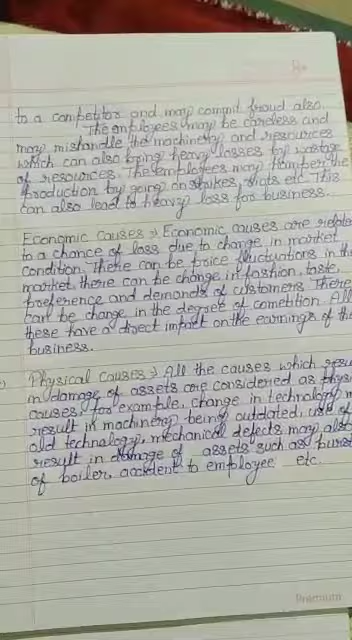 to a competitor and may commit fraud also.
The employees may be careless and
may mishandle the machinery and resources
which can also bring heavy losses by wastage
of resources. The employees may hamper the
production by going on strikes, riots etc. This
can also lead to heavy loss for business.
Economic Causes → Economic causes are related
to a chance of loss due to change in market
condition. There can be price fluctuations in the
market, there can be change in fashion, taste,
preference and demands of customers. There
can be change in the degree of cometition. All
these have a direct impact on the earnings of the
business.
Physical Causes → All the causes which resu
in damage of assets are considered as physi
causes, for example, change in technology m
result in machinery being outdated, use of
old technology, mechanical defects may also
result in damage of assets such as burst
of boiler, accident to employee etc.
Premium